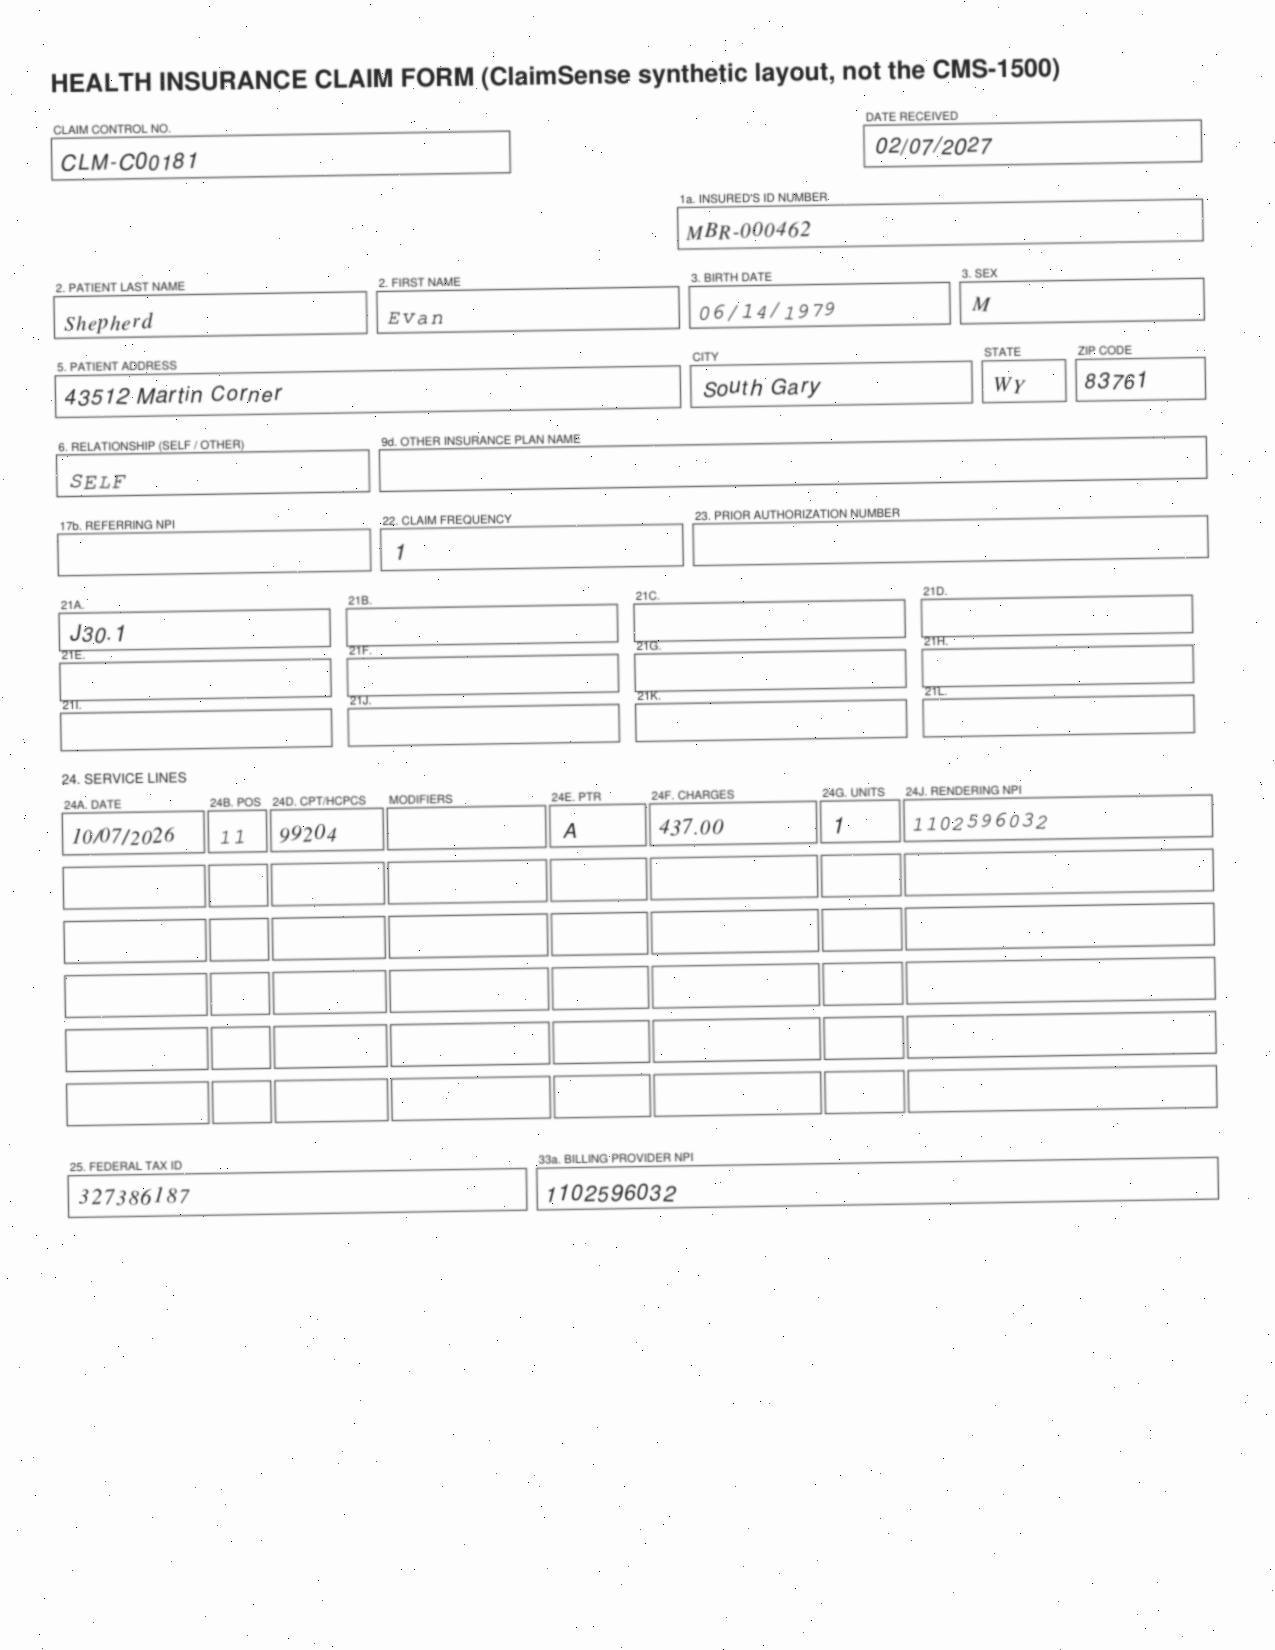 HEALTH INSURANCE CLAIM FORM (ClaimSense synthetic layout, not the CMS-1500)
CLAIM CONTROL NO. DATE RECEIVED
CLM-C00181 02/07/2027
1a. INSURED'S ID NUMBER
MBR-000462
2. PATIENT LAST NAME 2. FIRST NAME 3. BIRTH DATE 3. SEX
Shepherd Evan 06/14/1979 M
5. PATIENT ADDRESS CITY STATE ZIP CODE
43512 Martin Corner South Gary WY 83761
6. RELATIONSHIP (SELF / OTHER) 9d. OTHER INSURANCE PLAN NAME
SELF
17b. REFERRING NPI 22. CLAIM FREQUENCY 23. PRIOR AUTHORIZATION NUMBER
1
21A. 21B. 21C. 21D.
J30.1
21E. 21F. 21G. 21H.
21I. 21J. 21K. 21L.
24. SERVICE LINES
24A. DATE 24B. POS 24D. CPT/HCPCS MODIFIERS 24E. PTR 24F. CHARGES 24G. UNITS 24J. RENDERING NPI
10/07/2026 11 99204 A 437.00 1 1102596032
25. FEDERAL TAX ID 33a. BILLING PROVIDER NPI
327386187 1102596032